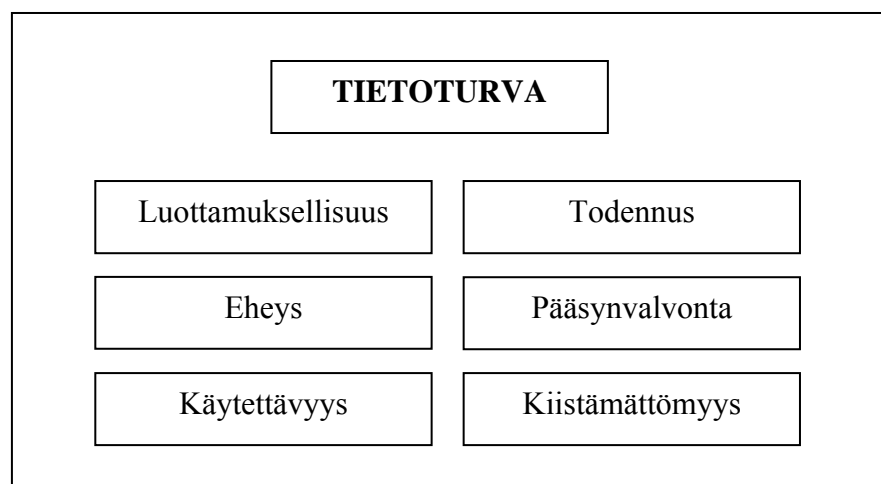 TIETOTURVA
Luottamuksellisuus
Todennus
Eheys
Pääsynvalvonta
Käytettävyys
Kiistämättömyys